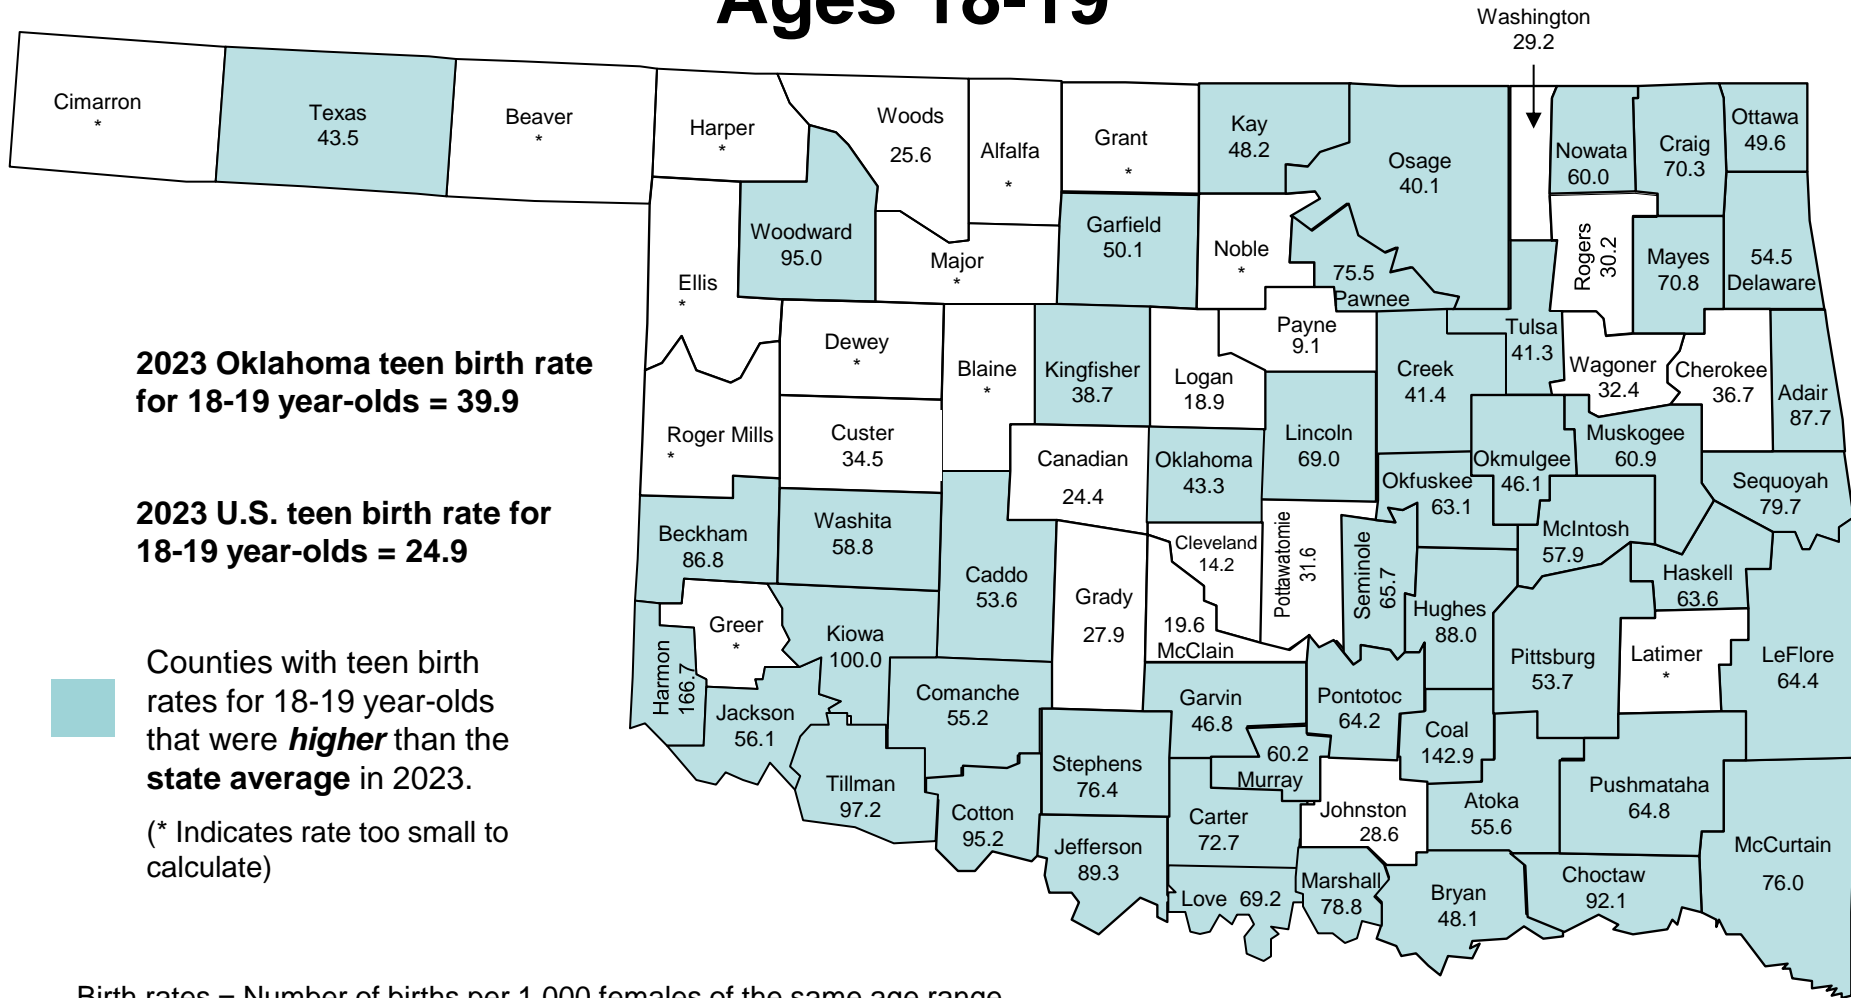 Ages 18-19
Washington
29.2
Cimarron
*
Texas
43.5
Beaver
*
Harper
*
Woods
25.6
Alfalfa
*
Grant
*
Kay
48.2
Osage
40.1
Nowata
60.0
Craig
70.3
Ottawa
49.6
Woodward
95.0
Garfield
50.1
Noble
*
Major
*
Ellis
*
75.5
Pawnee
Rogers
30.2
Mayes
70.8
54.5
Delaware
2023 Oklahoma teen birth rate
for 18-19 year-olds = 39.9
Dewey
*
Blaine
*
Kingfisher
38.7
Logan
18.9
Payne
9.1
Creek
41.4
Tulsa
41.3
Wagoner
32.4
Cherokee
36.7
Adair
87.7
Roger Mills
*
Custer
34.5
Canadian
24.4
Oklahoma
43.3
Lincoln
69.0
Okfuskee
63.1
Okmulgee
46.1
Muskogee
60.9
Sequoyah
79.7
2023 U.S. teen birth rate for
18-19 year-olds = 24.9
Beckham
86.8
Washita
58.8
Caddo
53.6
Grady
27.9
Cleveland
14.2
19.6
McClain
Pottawatomie
31.6
Seminole
65.7
Hughes
88.0
McIntosh
57.9
Haskell
63.6
Pittsburg
53.7
Latimer
*
LeFlore
64.4
Counties with teen birth
rates for 18-19 year-olds
that were higher than the
state average in 2023.
(* Indicates rate too small to
calculate)
Harmon
166.7
Greer
*
Kiowa
100.0
Jackson
56.1
Comanche
55.2
Tillman
97.2
Cotton
95.2
Stephens
76.4
Jefferson
89.3
Garvin
46.8
60.2
Murray
Pontotoc
64.2
Coal
142.9
Carter
72.7
Johnston
28.6
Atoka
55.6
Pushmataha
64.8
McCurtain
76.0
Love 69.2
Marshall
78.8
Bryan
48.1
Choctaw
92.1
Birth rates = Number of births per 1,000 females of the same age range